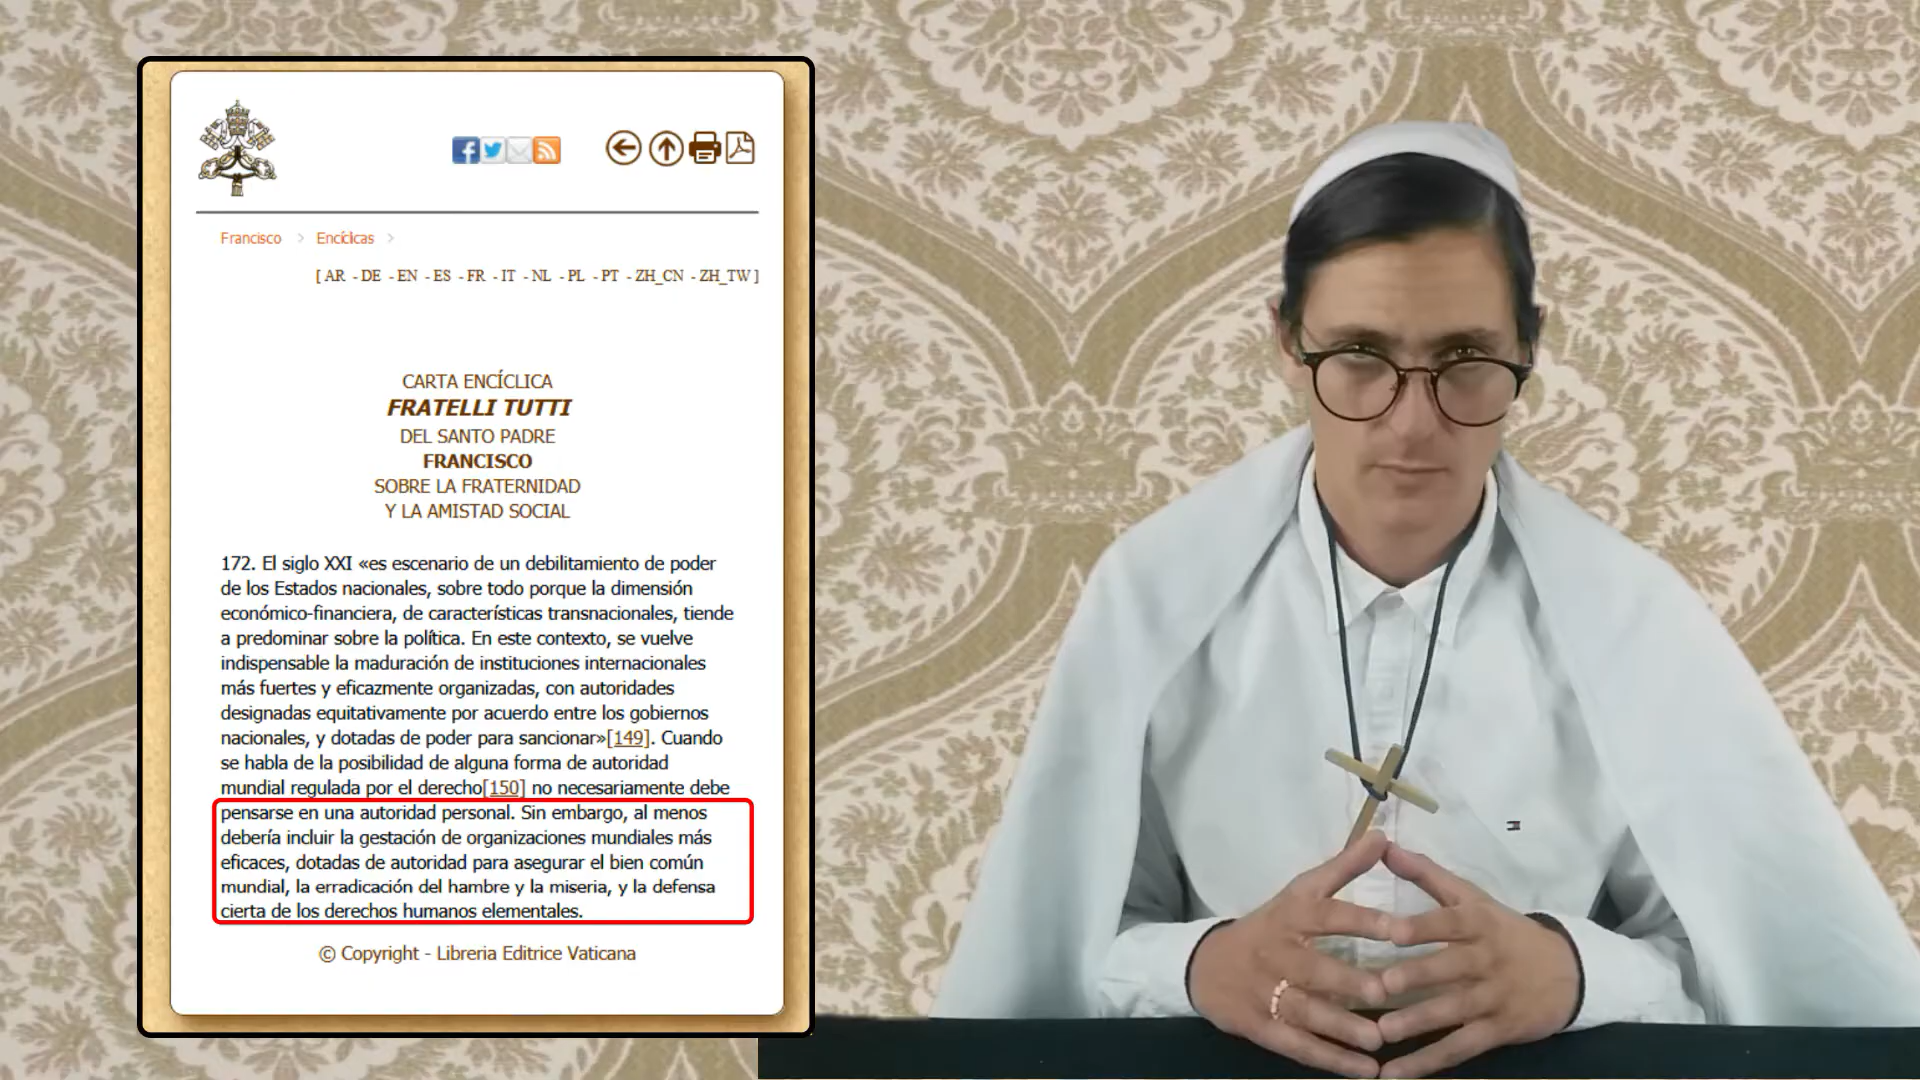 Francisco > Encíclicas >
[ AR - DE - EN - ES - FR - IT - NL - PL - PT - ZH_CN - ZH_TW ]
CARTA ENCÍCLICA
FRATELLI TUTTI
DEL SANTO PADRE
FRANCISCO
SOBRE LA FRATERNIDAD
Y LA AMISTAD SOCIAL
172. El siglo XXI «es escenario de un debilitamiento de poder
de los Estados nacionales, sobre todo porque la dimensión
económico-financiera, de características transnacionales, tiende
a predominar sobre la política. En este contexto, se vuelve
indispensable la maduración de instituciones internacionales
más fuertes y eficazmente organizadas, con autoridades
designadas equitativamente por acuerdo entre los gobiernos
nacionales, y dotadas de poder para sancionar»[149]. Cuando
se habla de la posibilidad de alguna forma de autoridad
mundial regulada por el derecho[150] no necesariamente debe
pensarse en una autoridad personal. Sin embargo, al menos
debería incluir la gestación de organizaciones mundiales más
eficaces, dotadas de autoridad para asegurar el bien común
mundial, la erradicación del hambre y la miseria, y la defensa
cierta de los derechos humanos elementales.
© Copyright - Libreria Editrice Vaticana